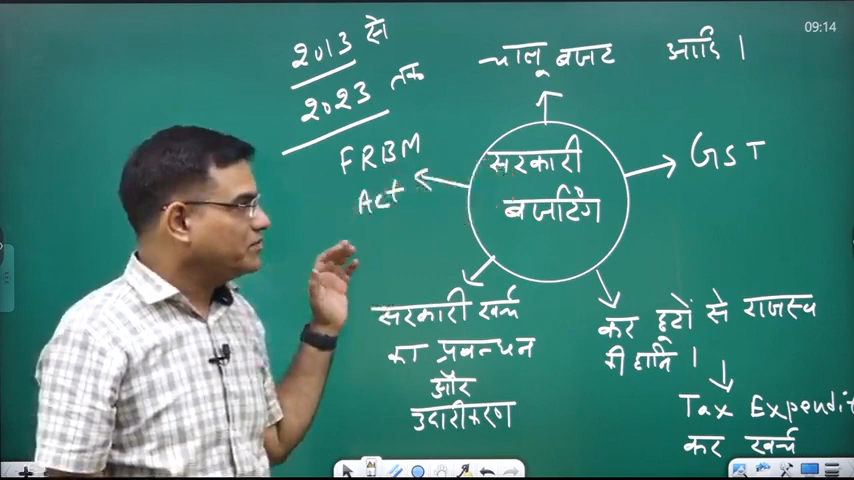 09:14
2013 से
2023 तक
चालू बजट आदि ।
FRBM
Act
सरकारी
बजटिंग
GST
सरकारी खर्च
का प्रबन्धन
और
उदारीकरण
कर छूटों से राजस्व
की हानि ।
Tax Expendit
कर खर्च